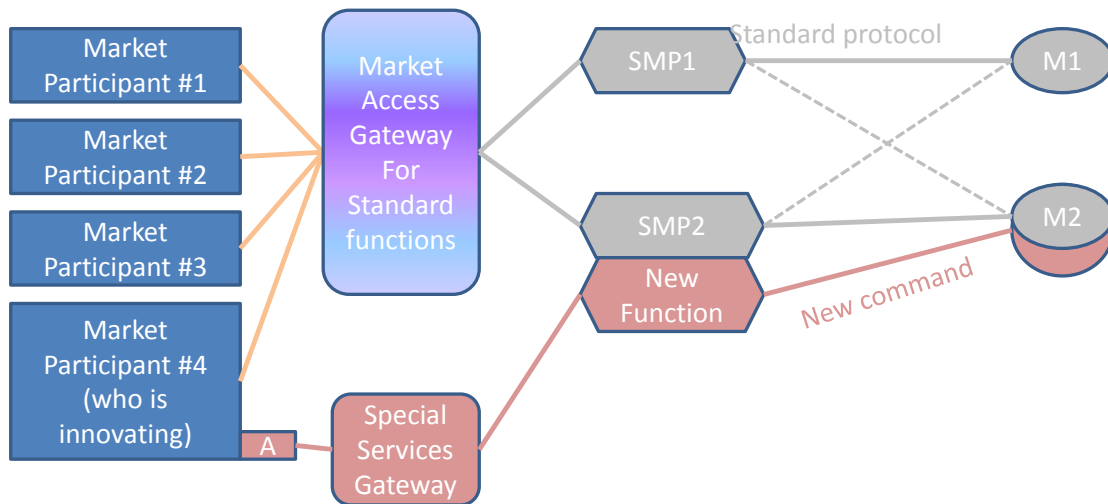 Market
Participant #1
Market
Participant #2
Market
Participant #3
Market
Participant #4
(who is
innovating)
A
Market
Access
Gateway
For
Standard
functions
Special
Services
Gateway
SMP1
SMP2
New
Function
Standard protocol
New command
M1
M2